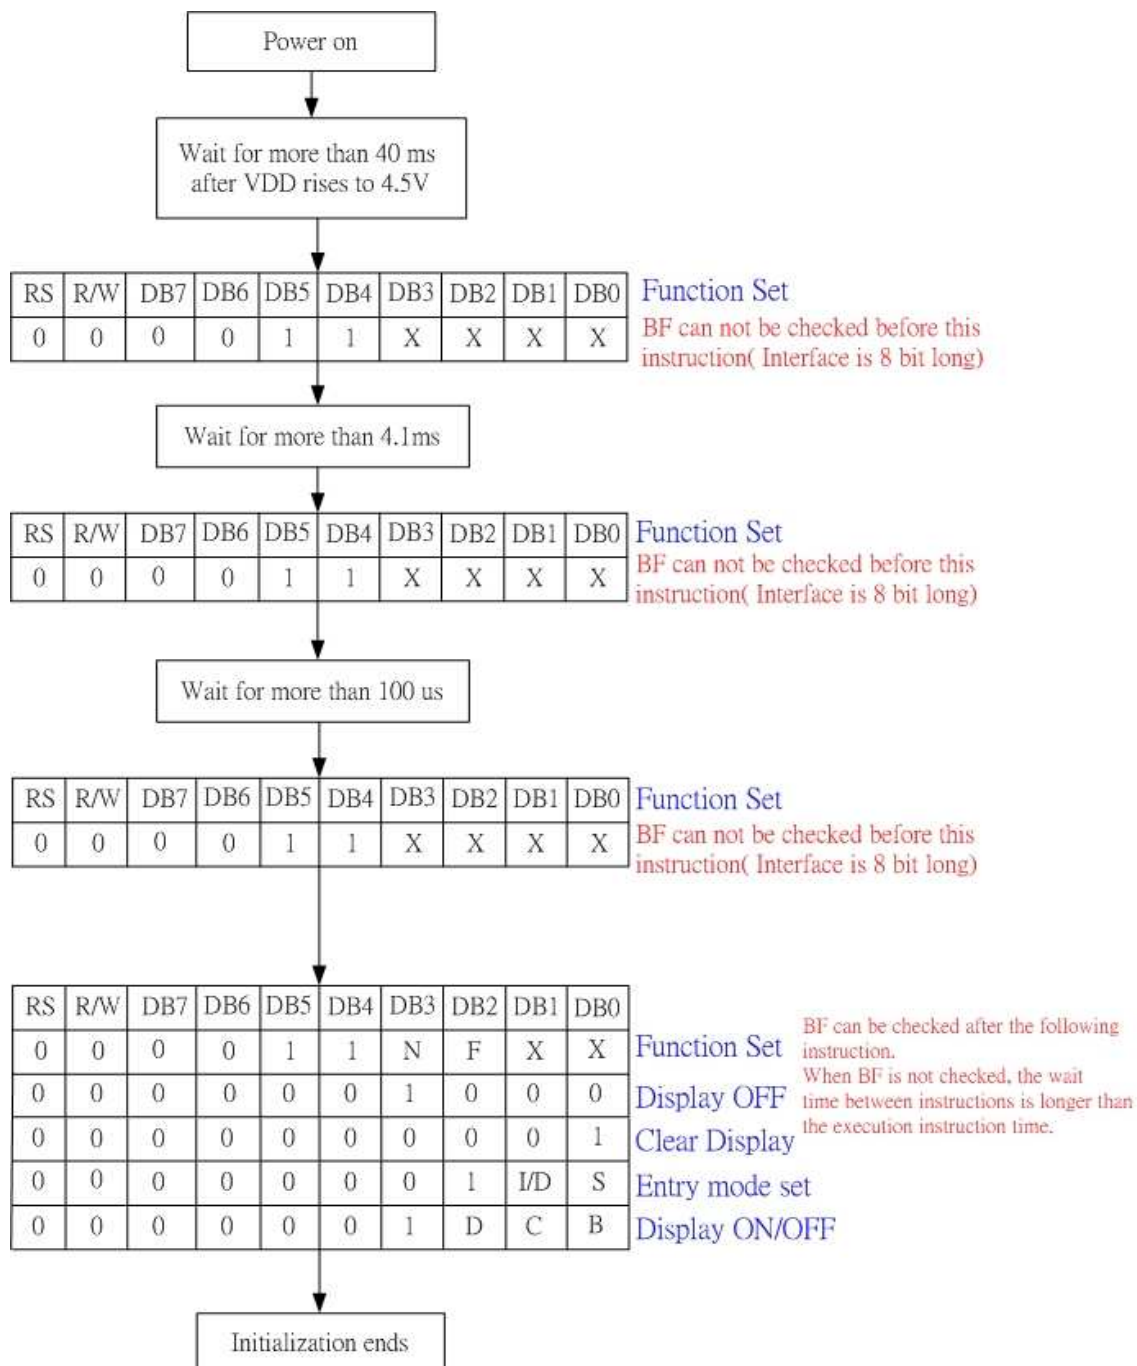 Power on
Wait for more than 40 ms
after VDD rises to 4.5V
RS R/W DB7 DB6 DB5 DB4 DB3 DB2 DB1 DB0 Function Set
0 0 0 0 1 1 X X X X BF can not be checked before this
instruction( Interface is 8 bit long)
Wait for more than 4.1ms
RS R/W DB7 DB6 DB5 DB4 DB3 DB2 DB1 DB0 Function Set
0 0 0 0 1 1 X X X X BF can not be checked before this
instruction( Interface is 8 bit long)
Wait for more than 100 us
RS R/W DB7 DB6 DB5 DB4 DB3 DB2 DB1 DB0 Function Set
0 0 0 0 1 1 X X X X BF can not be checked before this
instruction( Interface is 8 bit long)
RS R/W DB7 DB6 DB5 DB4 DB3 DB2 DB1 DB0
0 0 0 0 1 1 N F X X Function Set
0 0 0 0 0 0 1 0 0 0 Display OFF
0 0 0 0 0 0 0 0 0 1 Clear Display
0 0 0 0 0 0 0 1 I/D S Entry mode set
0 0 0 0 0 0 1 D C B Display ON/OFF
BF can be checked after the following
instruction.
When BF is not checked, the wait
time between instructions is longer than
the execution instruction time.
Initialization ends